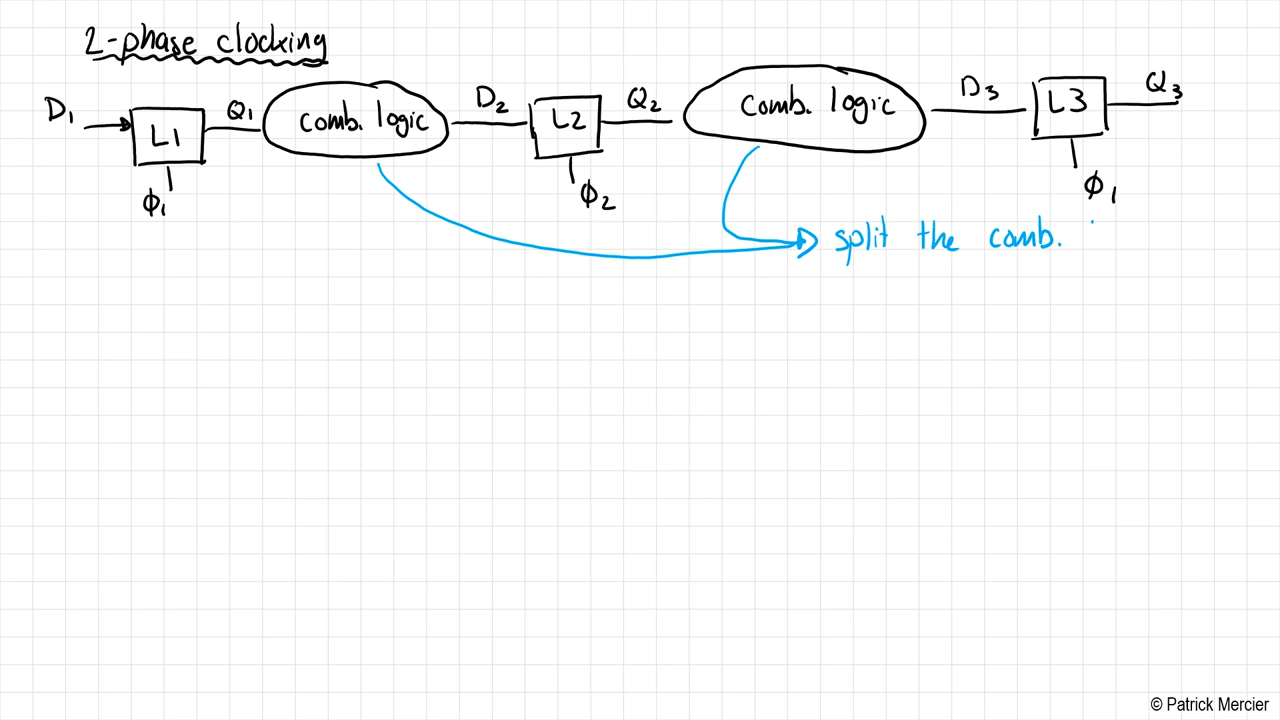 2-phase clocking
D1 L1 Q1 comb. logic D2 L2 Q2 comb. logic D3 L3 Q3
ϕ1 ϕ2 ϕ1
split the comb.
© Patrick Mercier